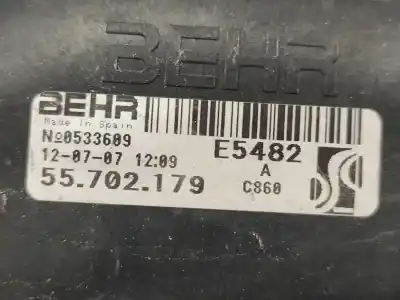 BEHR
BEHR
Made In Spain
E5482
№0533609
12-07-07 12:09
A
55.702.179
C860